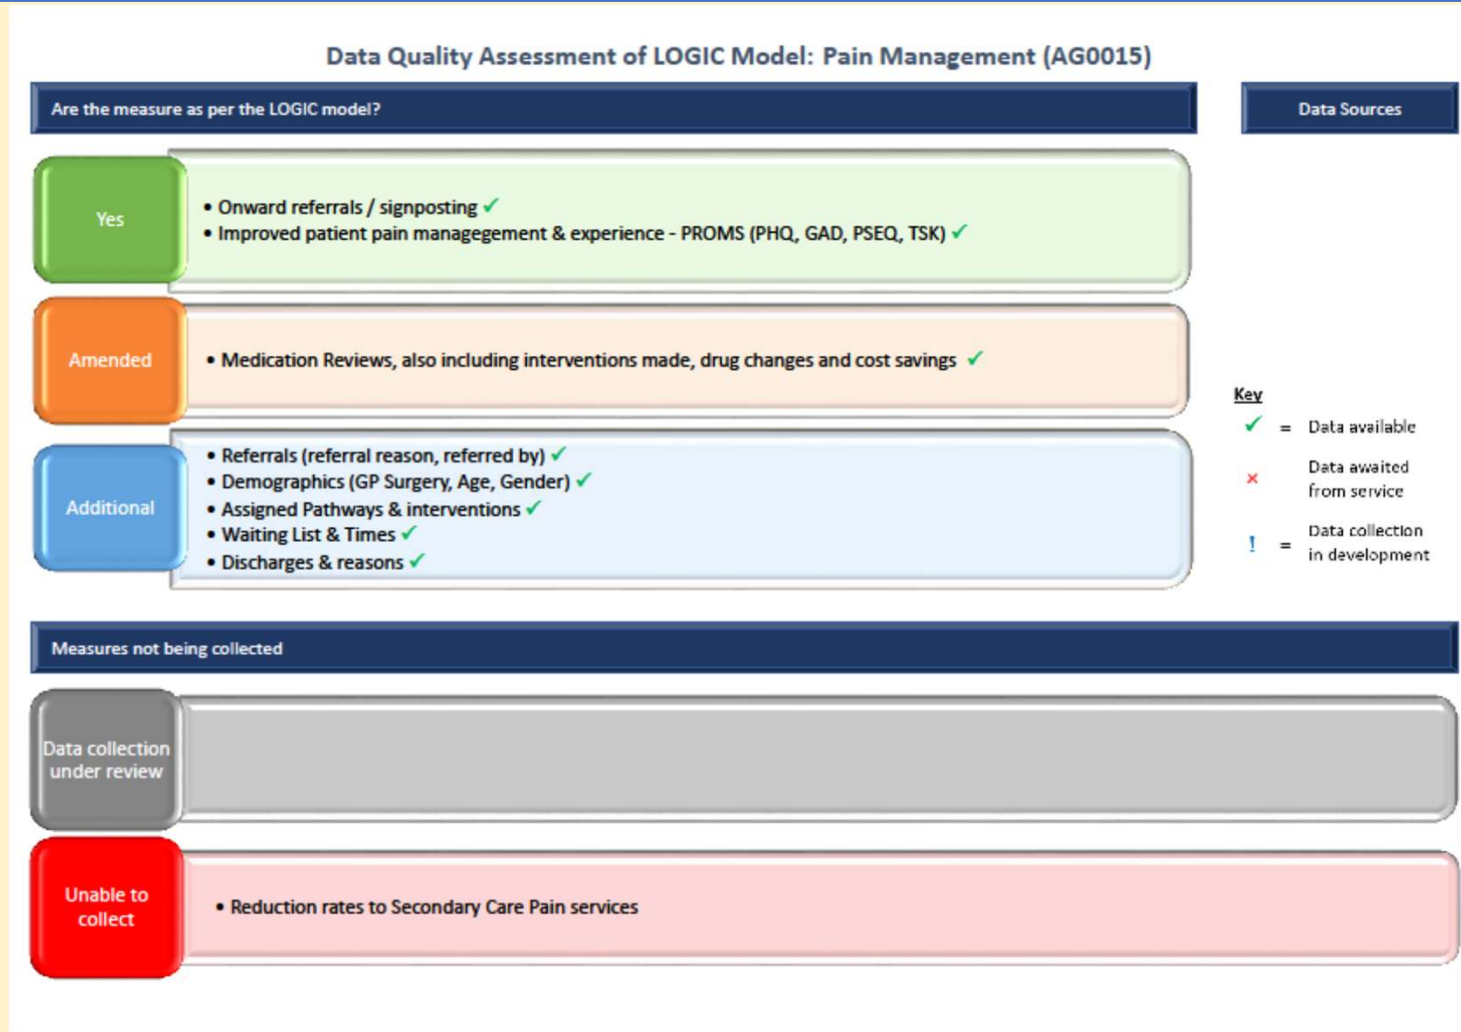 Data Quality Assessment of LOGIC Model: Pain Management (AG0015)
Are the measure as per the LOGIC model?
Data Sources
Yes
• Onward referrals / signposting ✓
• Improved patient pain managegement & experience - PROMS (PHQ, GAD, PSEQ, TSK) ✓
Amended
• Medication Reviews, also including interventions made, drug changes and cost savings ✓
Additional
• Referrals (referral reason, referred by) ✓
• Demographics (GP Surgery, Age, Gender) ✓
• Assigned Pathways & interventions ✓
• Waiting List & Times ✓
• Discharges & reasons ✓
Key
✓ = Data available
× Data awaited
from service
! = Data collection
in development
Measures not being collected
Data collection
under review
Unable to
collect
• Reduction rates to Secondary Care Pain services